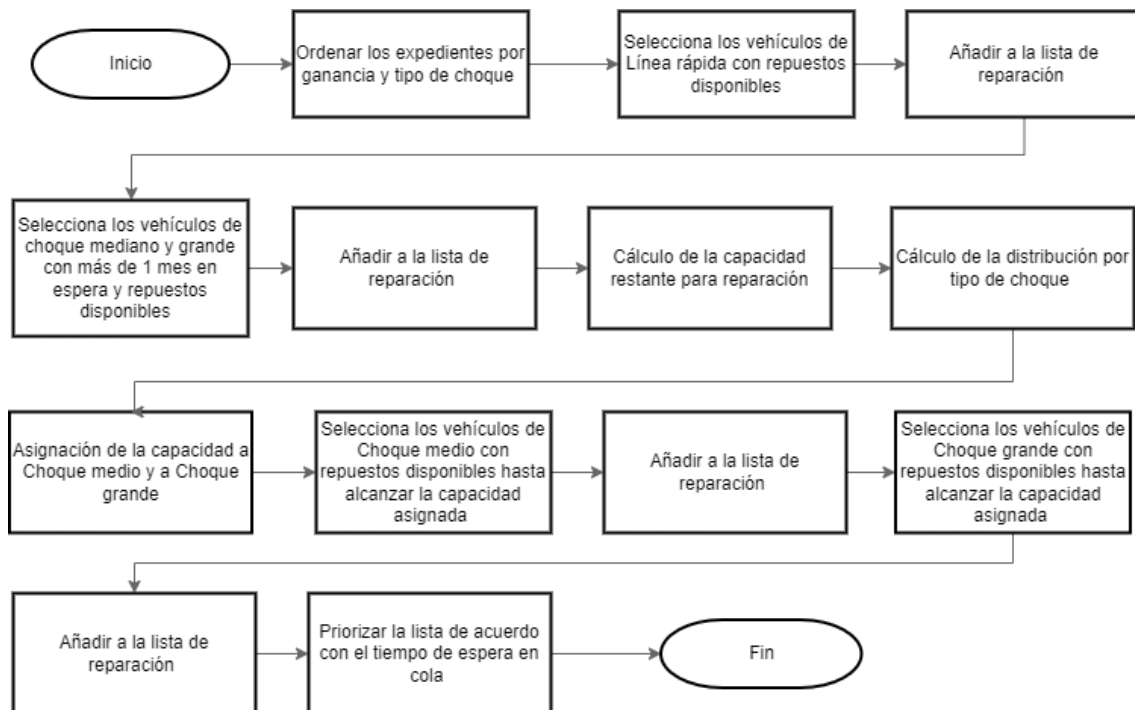 Inicio
Ordenar los expedientes por
ganancia y tipo de choque
Selecciona los vehículos de
Línea rápida con repuestos
disponibles
Añadir a la lista de
reparación
Selecciona los vehículos de
choque mediano y grande
con más de 1 mes en
espera y repuestos
disponibles
Añadir a la lista de
reparación
Cálculo de la capacidad
restante para reparación
Cálculo de la distribución por
tipo de choque
Asignación de la capacidad a
Choque medio y a Choque
grande
Selecciona los vehículos de
Choque medio con
repuestos disponibles hasta
alcanzar la capacidad
asignada
Añadir a la lista de
reparación
Selecciona los vehículos de
Choque grande con
repuestos disponibles hasta
alcanzar la capacidad
asignada
Añadir a la lista de
reparación
Priorizar la lista de acuerdo
con el tiempo de espera en
cola
Fin